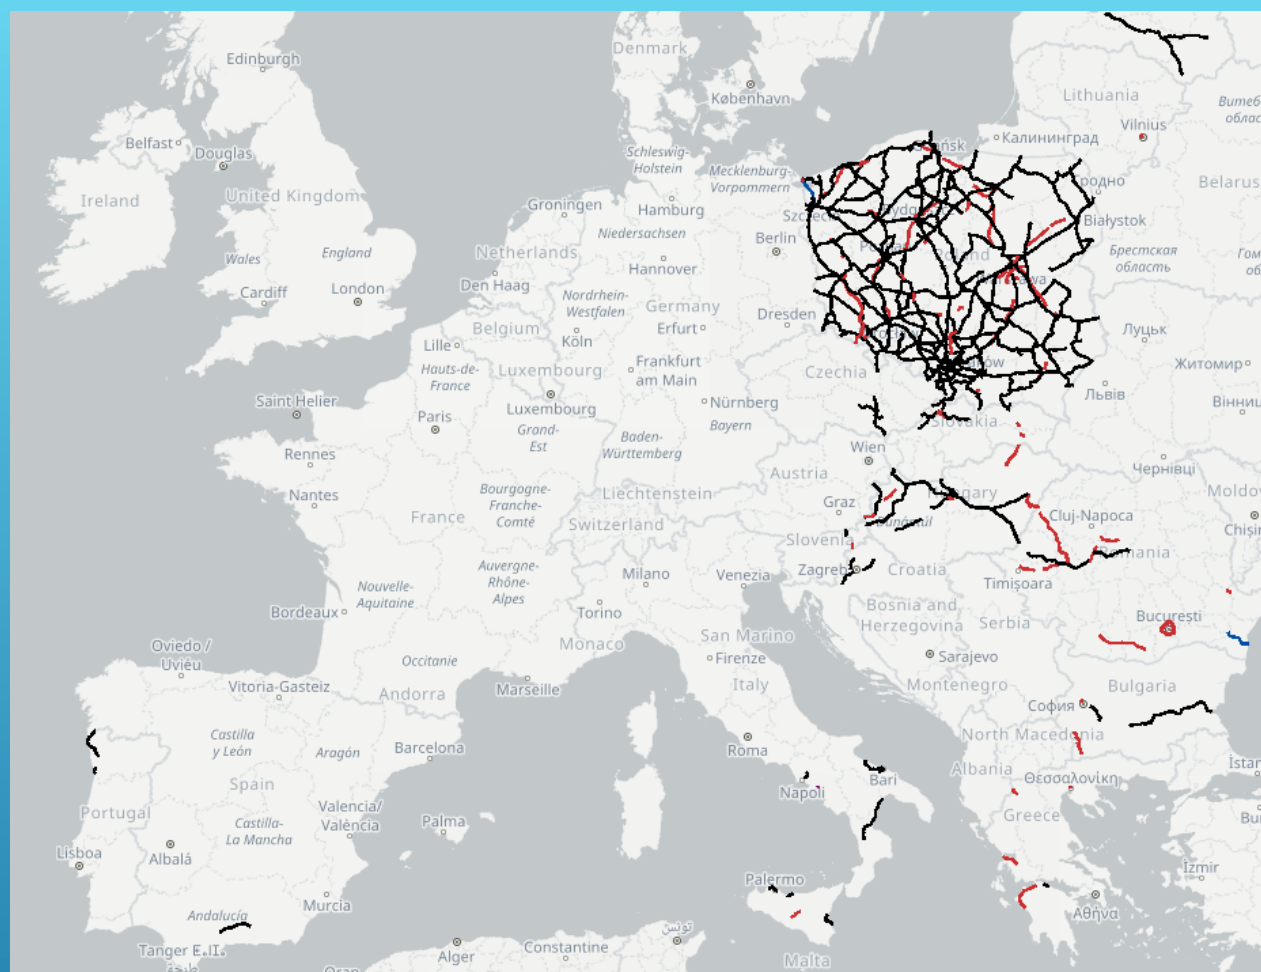 Denmark
Edinburgh
København
Lithuania
Vilnius
Калининград
Belfast
Douglas
Schleswig-
Holstein
Mecklenburg-
Vorpommern
Belarus
United Kingdom
Ireland
Groningen
Hamburg
Białystok
Niedersachsen
Berlin
England
Wales
Netherlands
Брестская
область
Hannover
Den Haag
Cardiff
London
Nordrhein-
Westfalen
Germany
Dresden
Belgium
Erfurt
Луцьк
Köln
Lille
Житомир
Frankfurt
am Main
Hauts-de-
France
Luxembourg
Czechia
Львів
Saint Helier
Luxembourg
Nürnberg
Paris
Bayern
Slovakia
Grand-
Est
Baden-
Württemberg
Wien
Rennes
Чернівці
Austria
Nantes
Bourgogne-
Franche-
Comté
Liechtenstein
Graz
France
Switzerland
Cluj-Napoca
Slovenia
Auvergne-
Rhône-
Alpes
Milano
Venezia
Zagreb
Croatia
Timișoara
Nouvelle-
Aquitaine
Bordeaux
Torino
Bosnia and
Herzegovina
Serbia
București
San Marino
Monaco
Oviedo /
Uviéu
Occitanie
Firenze
Sarajevo
Vitoria-Gasteiz
Andorra
Marseille
Italy
Montenegro
Bulgaria
София
Castilla
y León
Aragón
Barcelona
Roma
North Macedonia
Albania
Θεσσαλονίκη
Spain
Napoli
Bari
Portugal
Valencia/
València
Palma
Castilla-
La Mancha
Greece
Lisboa
Albalá
İzmir
Palermo
Murcia
Αθήνα
Andalucía
Tanger
Alger
Constantine
تونس
Malta